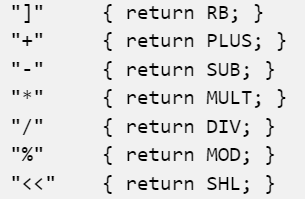 "]"     { return RB; }
"+"     { return PLUS; }
"-"     { return SUB; }
"*"     { return MULT; }
"/"     { return DIV; }
"%"     { return MOD; }
"<<"    { return SHL; }